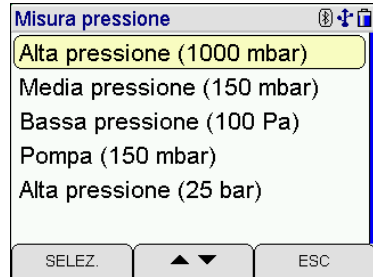 Misura pressione
Alta pressione (1000 mbar)
Media pressione (150 mbar)
Bassa pressione (100 Pa)
Pompa (150 mbar)
Alta pressione (25 bar)
SELEZ. ▲ ▼ ESC